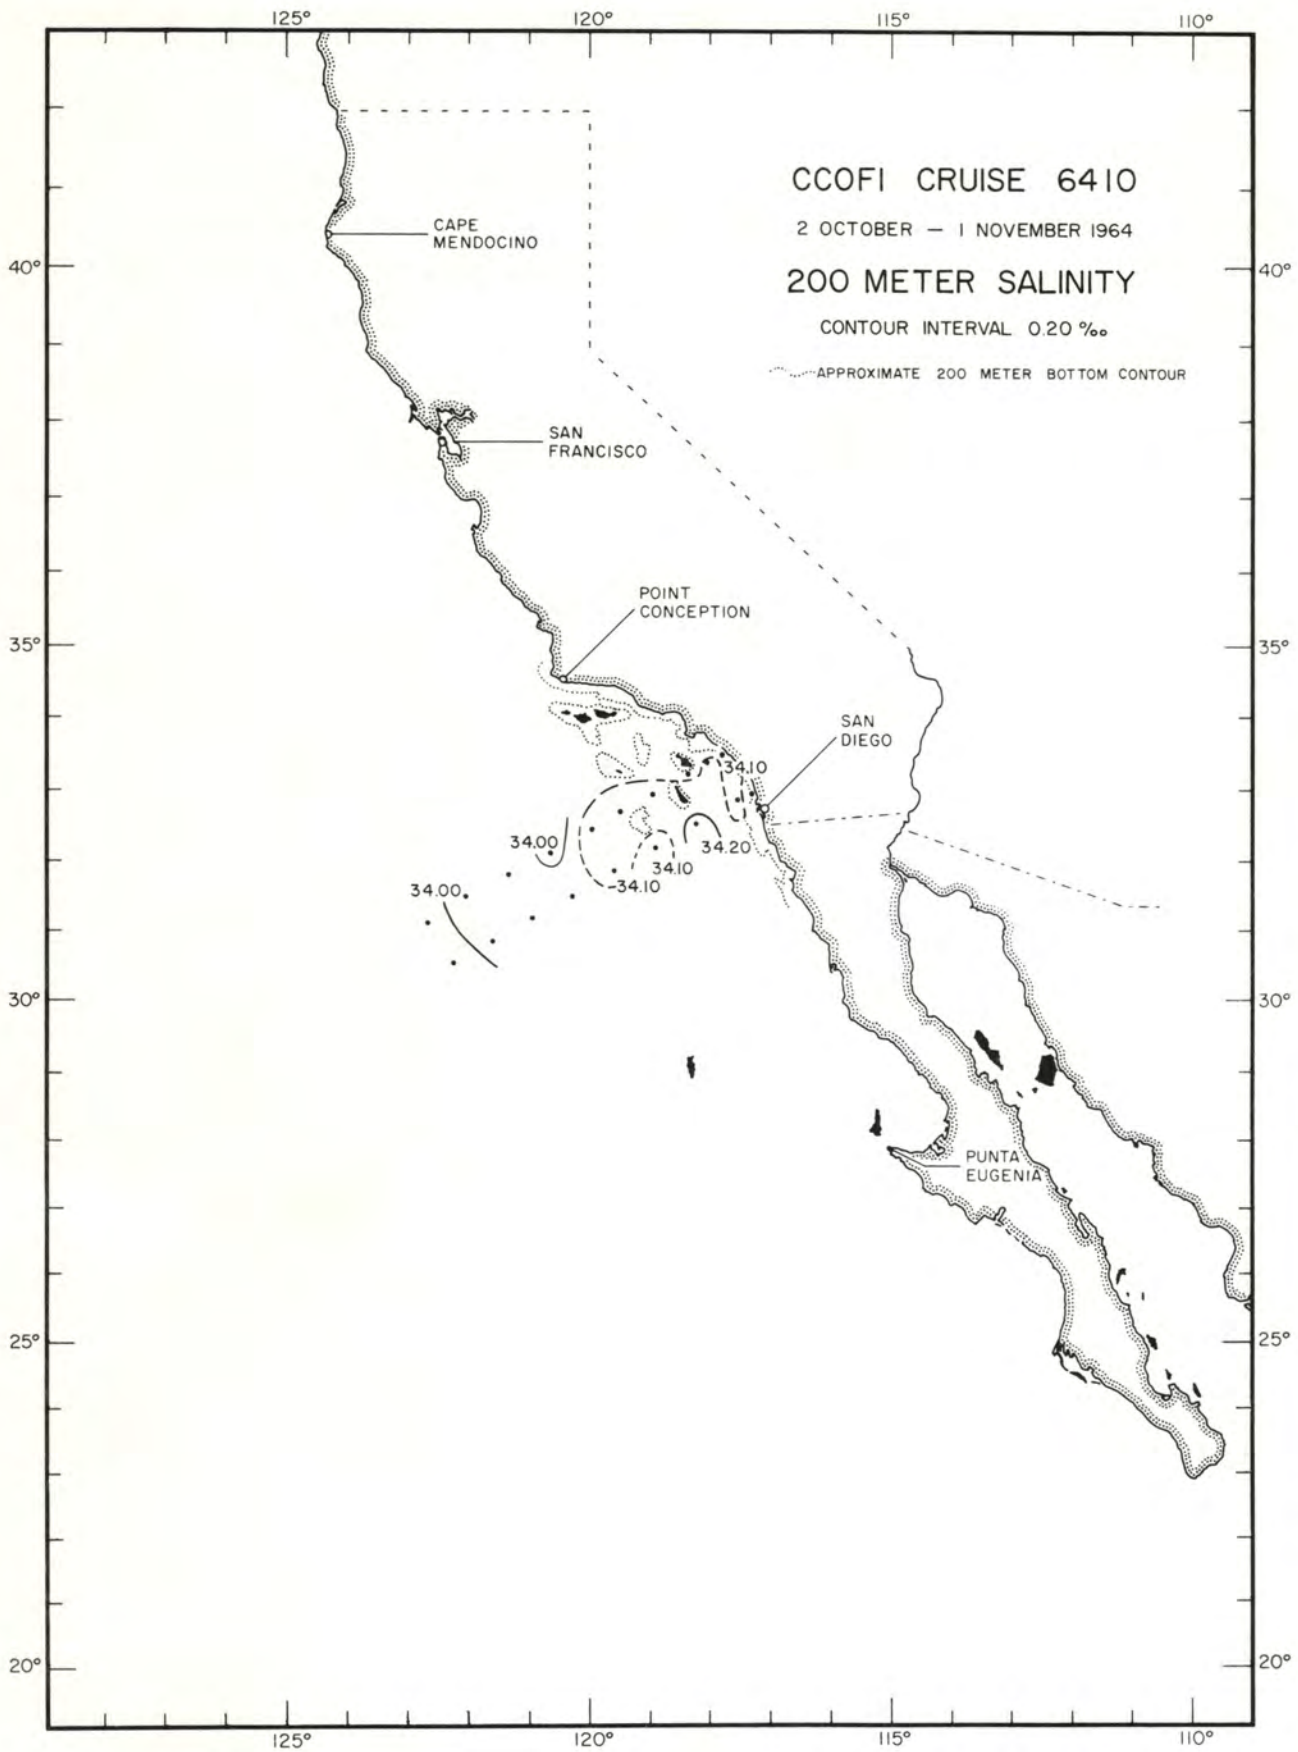 125° 120° 115° 110°
CCOFI CRUISE 6410
2 OCTOBER — 1 NOVEMBER 1964
200 METER SALINITY
CONTOUR INTERVAL 0.20 ‰
APPROXIMATE 200 METER BOTTOM CONTOUR
CAPE
MENDOCINO
40° 40°
SAN
FRANCISCO
POINT
CONCEPTION
35° 35°
SAN
DIEGO
34.10
34.00
34.20
34.10
34.10
34.00
30° 30°
PUNTA
EUGENIA
25° 25°
20° 20°
125° 120° 115° 110°